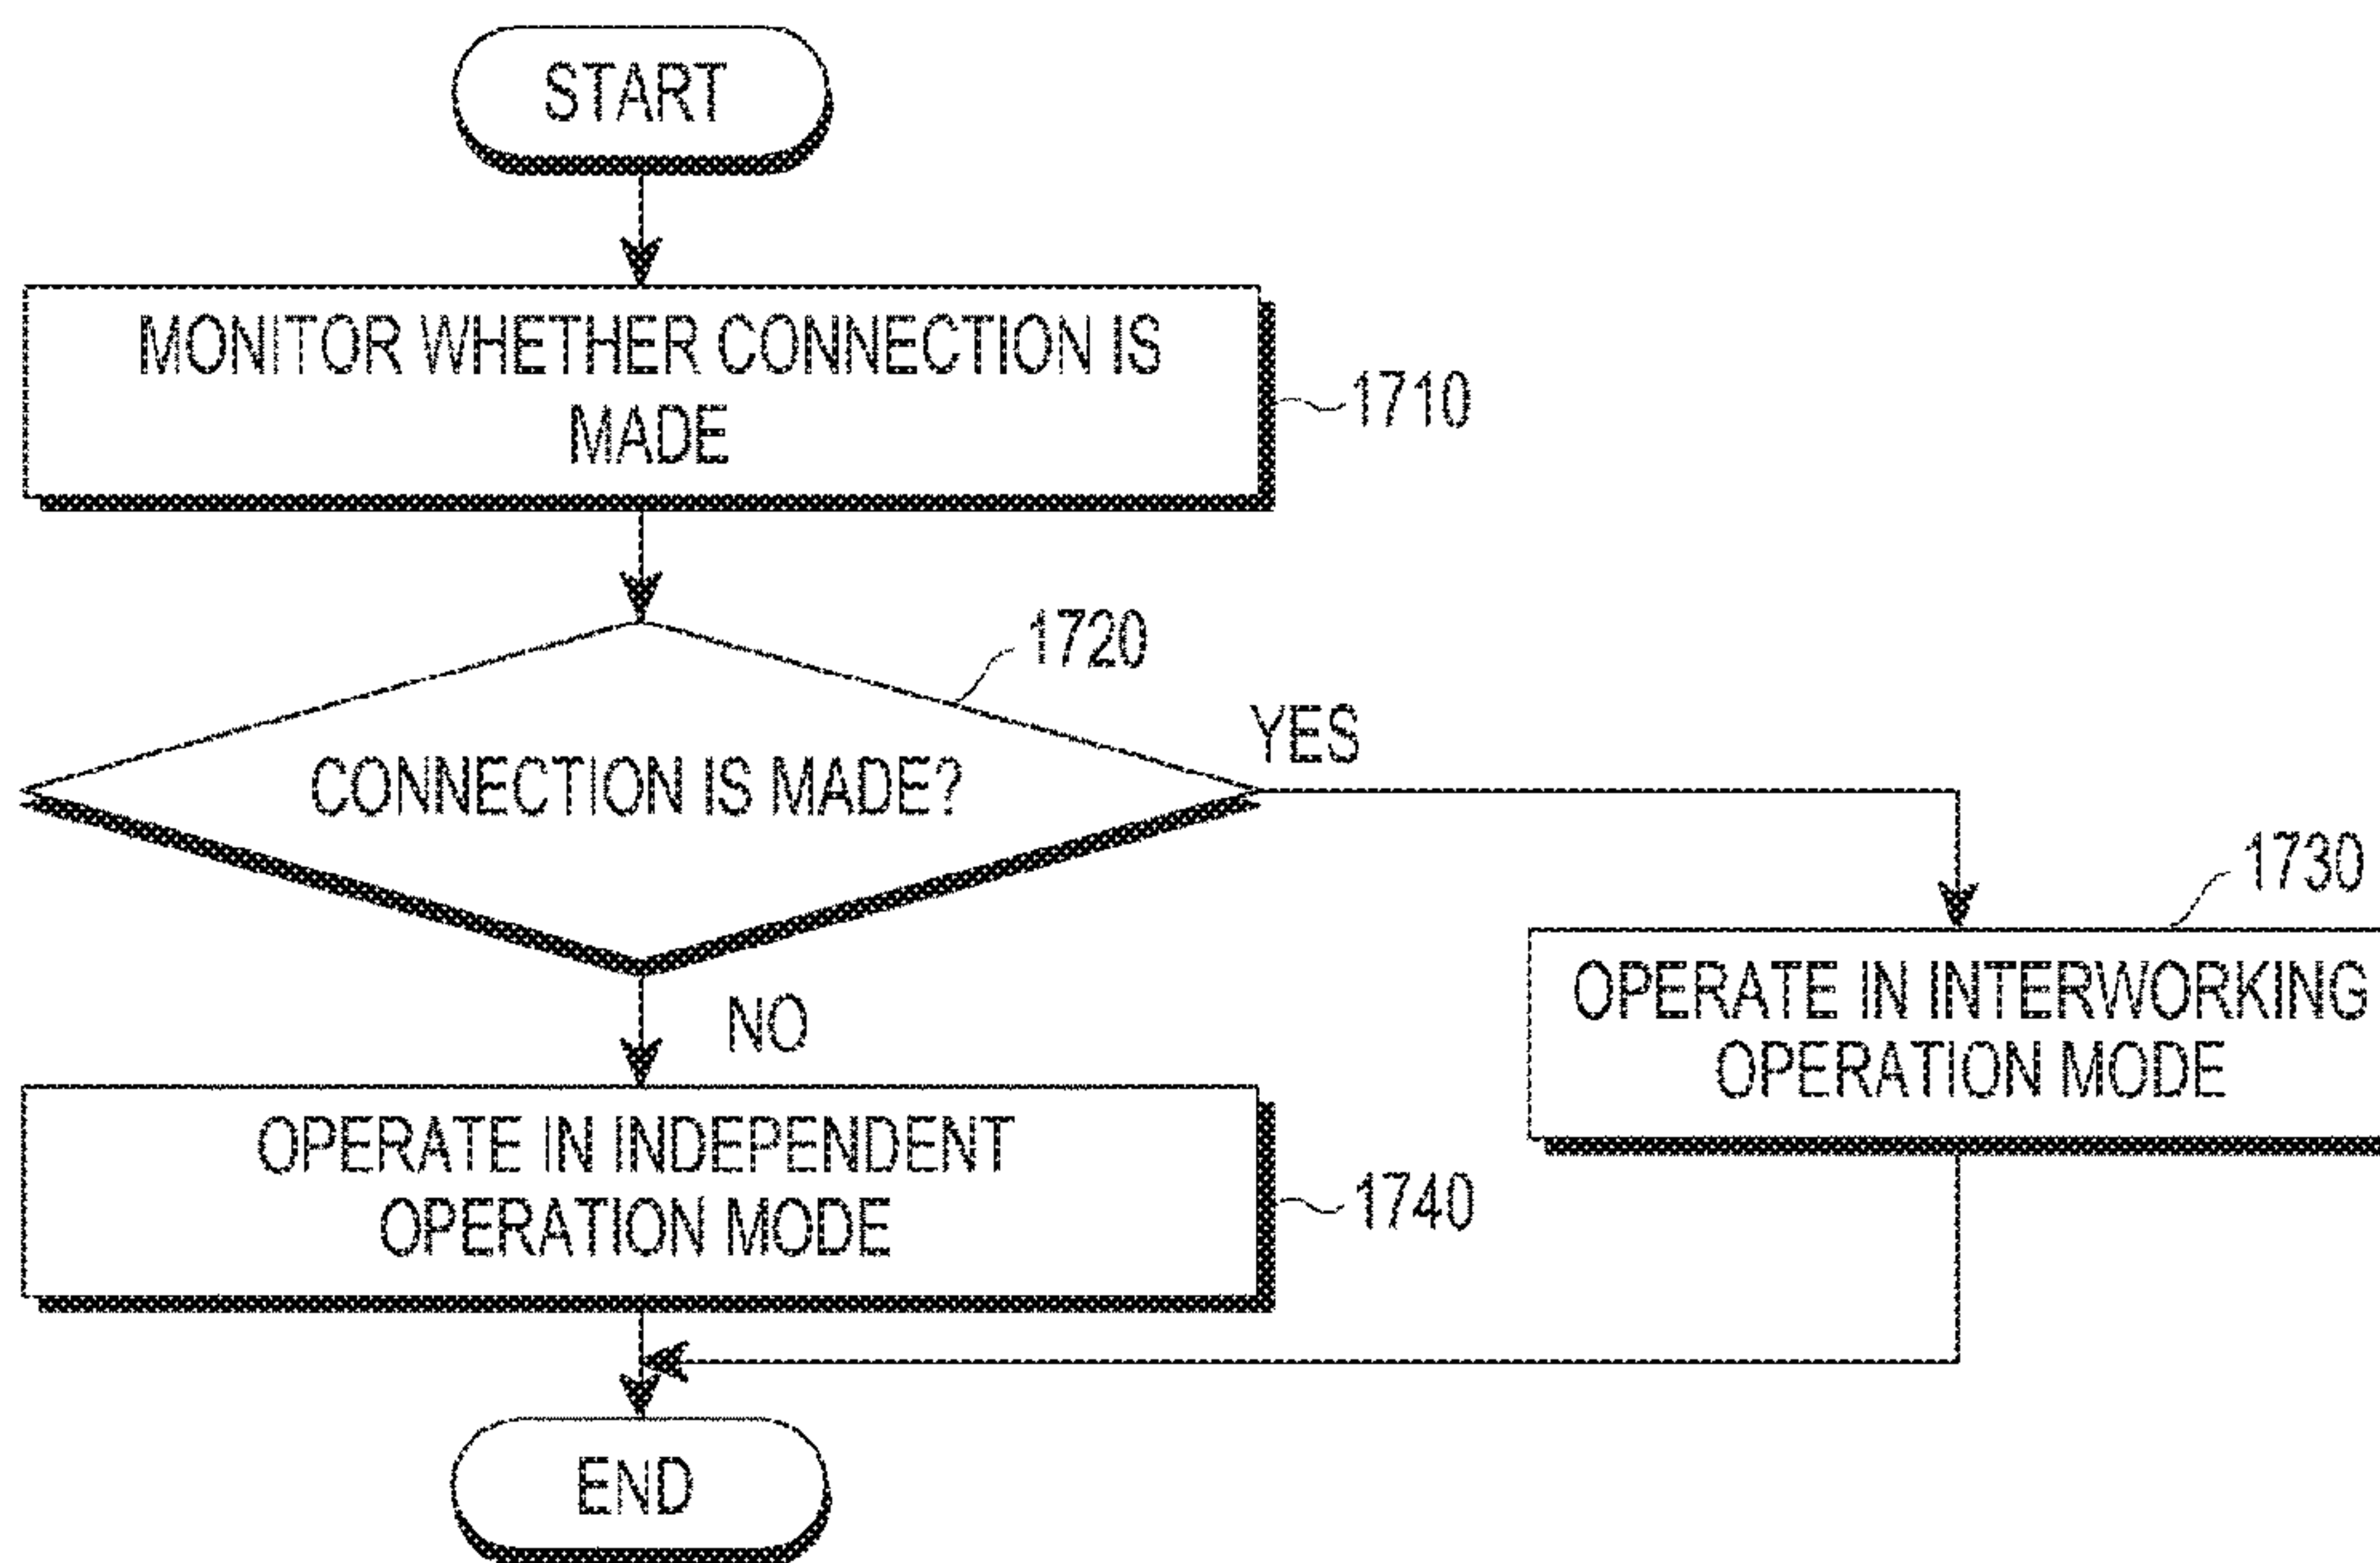 START
MONITOR WHETHER CONNECTION IS
MADE
1710
1720
CONNECTION IS MADE?
YES
1730
OPERATE IN INTERWORKING
OPERATION MODE
NO
OPERATE IN INDEPENDENT
OPERATION MODE
1740
END